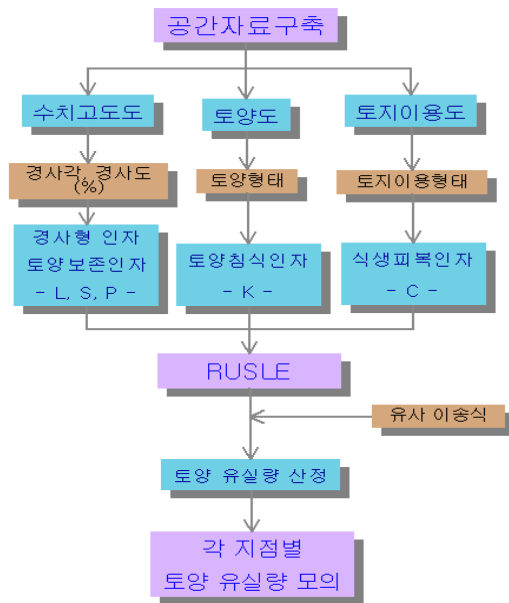 공간자료구축
수치고도도
토양도
토지이용도
경사각, 경사도
(%)
토양형태
토지이용형태
경사형 인자
토양보존인자
- L, S, P -
토양침식인자
- K -
식생피복인자
- C -
RUSLE
유사 이송식
토양 유실량 산정
각 지점별
토양 유실량 모의